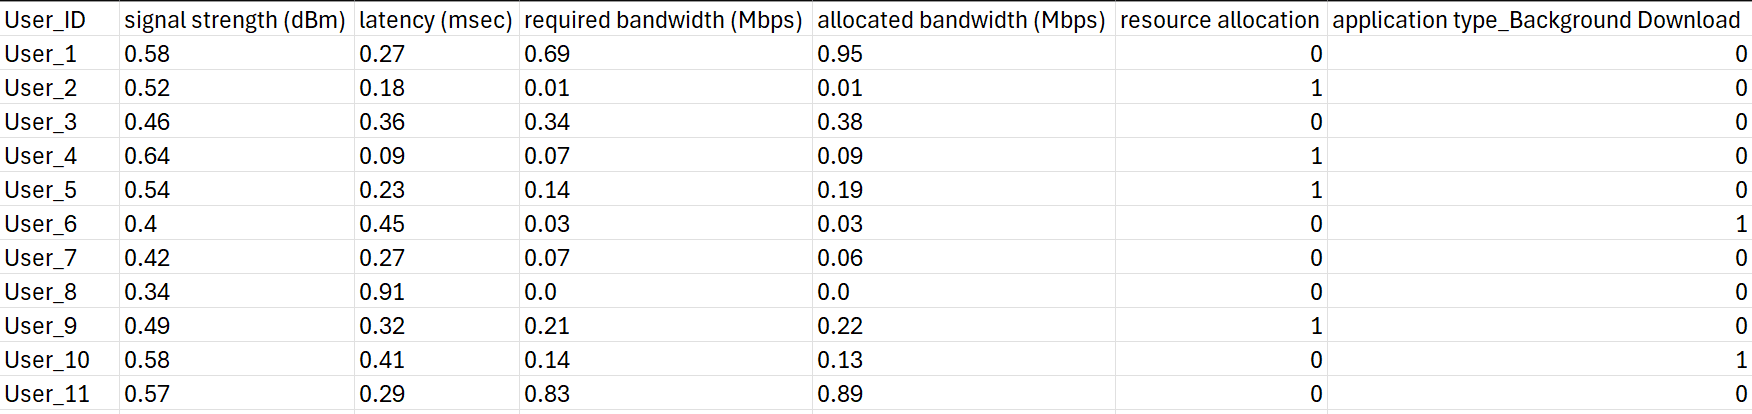 User_ID signal strength (dBm) latency (msec) required bandwidth (Mbps) allocated bandwidth (Mbps) resource allocation application type_Background Download
User_1 0.58 0.27 0.69 0.95 0 0
User_2 0.52 0.18 0.01 0.01 1 0
User_3 0.46 0.36 0.34 0.38 0 0
User_4 0.64 0.09 0.07 0.09 1 0
User_5 0.54 0.23 0.14 0.19 1 0
User_6 0.4 0.45 0.03 0.03 0 1
User_7 0.42 0.27 0.07 0.06 0 0
User_8 0.34 0.91 0.0 0.0 0 0
User_9 0.49 0.32 0.21 0.22 1 0
User_10 0.58 0.41 0.14 0.13 0 1
User_11 0.57 0.29 0.83 0.89 0 0